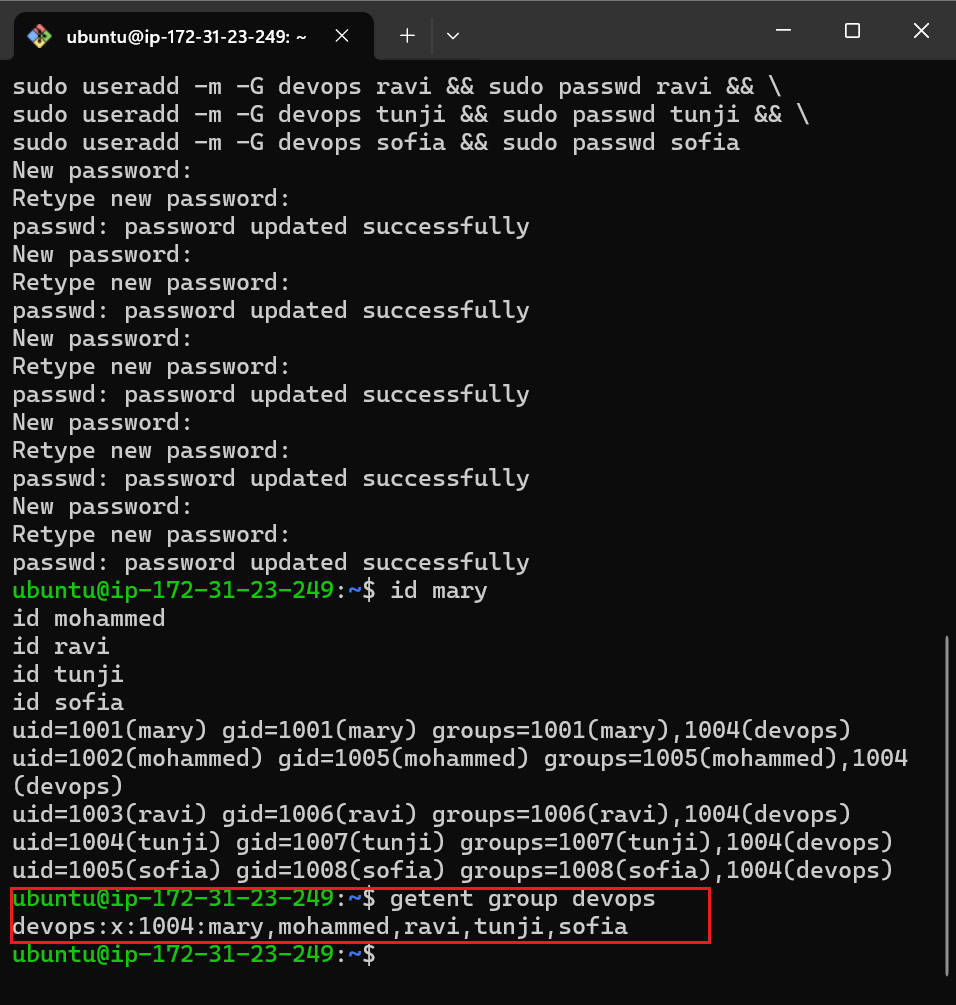 ubuntu@ip-172-31-23-249: ~
sudo useradd -m -G devops ravi && sudo passwd ravi && \
sudo useradd -m -G devops tunji && sudo passwd tunji && \
sudo useradd -m -G devops sofia && sudo passwd sofia
New password:
Retype new password:
passwd: password updated successfully
New password:
Retype new password:
passwd: password updated successfully
New password:
Retype new password:
passwd: password updated successfully
New password:
Retype new password:
passwd: password updated successfully
New password:
Retype new password:
passwd: password updated successfully
ubuntu@ip-172-31-23-249:~$ id mary
id mohammed
id ravi
id tunji
id sofia
uid=1001(mary) gid=1001(mary) groups=1001(mary),1004(devops)
uid=1002(mohammed) gid=1005(mohammed) groups=1005(mohammed),1004
(devops)
uid=1003(ravi) gid=1006(ravi) groups=1006(ravi),1004(devops)
uid=1004(tunji) gid=1007(tunji) groups=1007(tunji),1004(devops)
uid=1005(sofia) gid=1008(sofia) groups=1008(sofia),1004(devops)
ubuntu@ip-172-31-23-249:~$ getent group devops
devops:x:1004:mary,mohammed,ravi,tunji,sofia
ubuntu@ip-172-31-23-249:~$